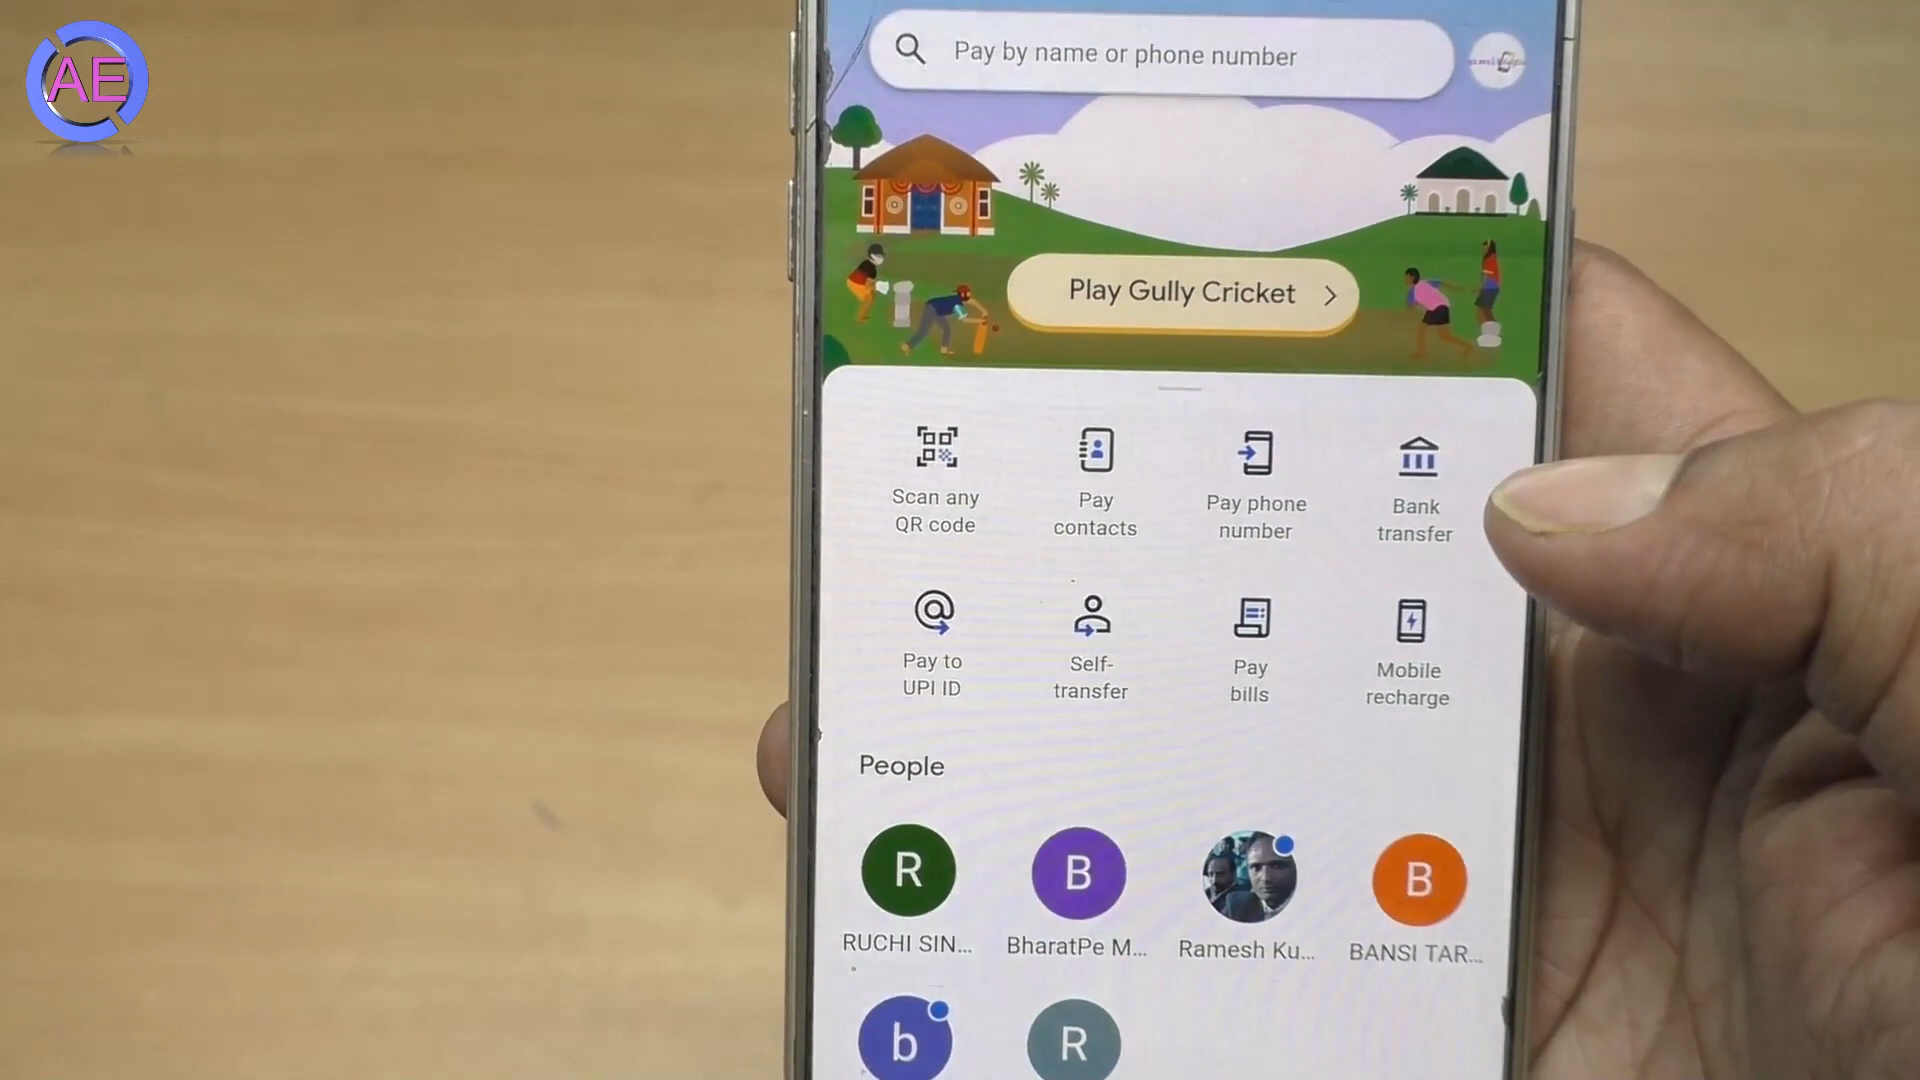 AE
Pay by name or phone number
Play Gully Cricket
Scan any
QR code
Pay
contacts
Pay phone
number
Bank
transfer
Pay to
UPI ID
Self-
transfer
Pay
bills
Mobile
recharge
People
R
B
B
RUCHI SIN...
BharatPe M...
Ramesh Ku...
BANSI TAR...
b
R